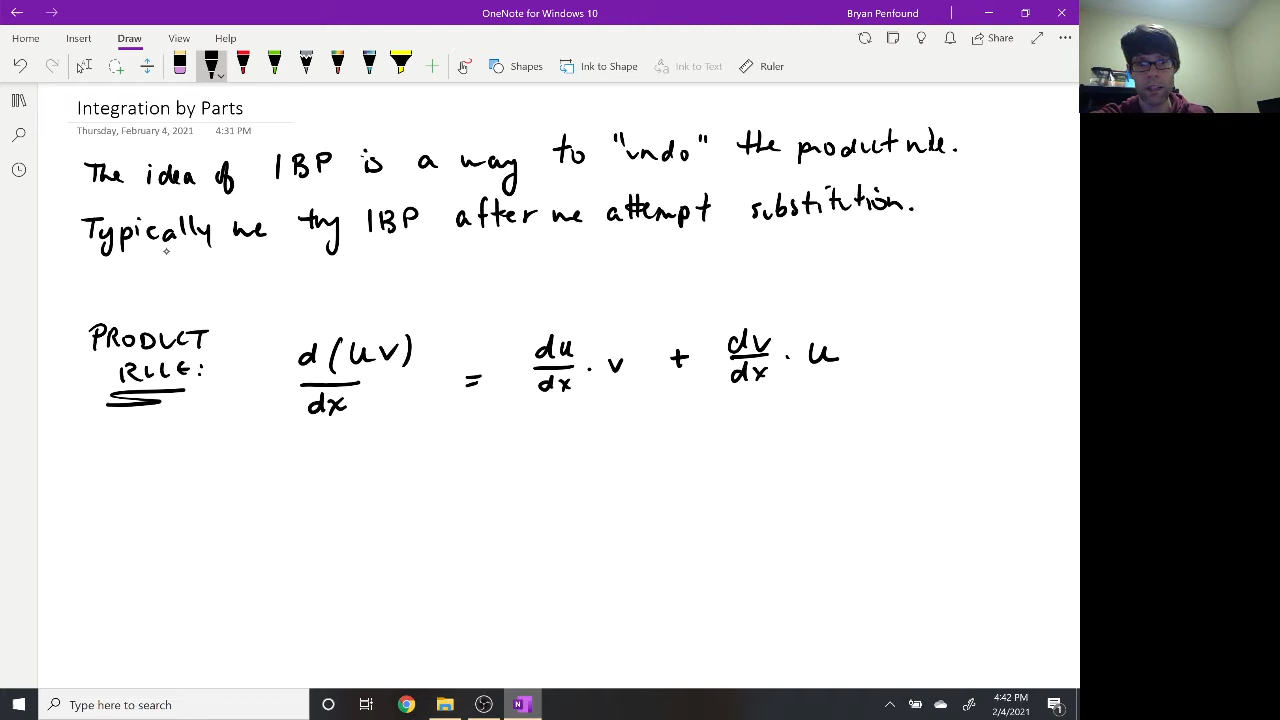 OneNote for Windows 10
Bryan Penfound
Home Insert Draw View Help
Share
Shapes Ink to Shape Ink to Text Ruler
Integration by Parts
Thursday, February 4, 2021 4:31 PM
The idea of IBP is a way to "undo" the product rule.
Typically we try IBP after we attempt substitution.
PRODUCT RULE:
d(uv)/dx = du/dx · v + dv/dx · u
Type here to search
4:42 PM
2/4/2021
1